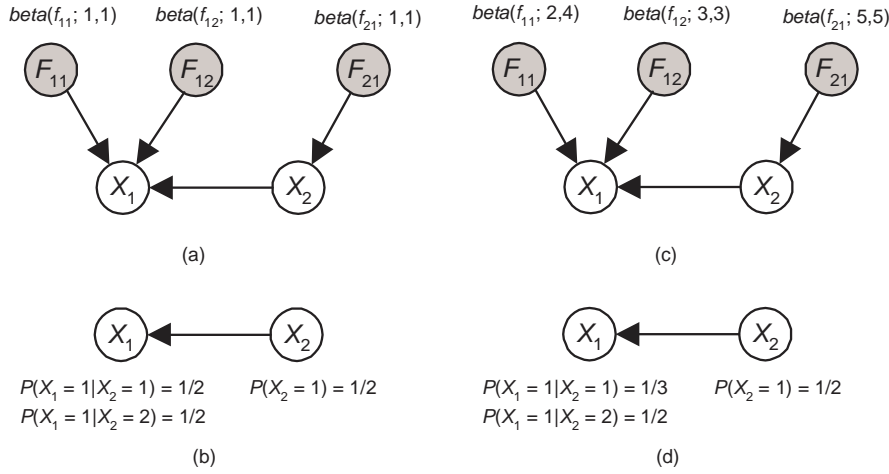 beta(f₁₁; 1,1) beta(f₁₂; 1,1) beta(f₂₁; 1,1)
F₁₁ F₁₂ F₂₁
X₁ X₂
(a)
beta(f₁₁; 2,4) beta(f₁₂; 3,3) beta(f₂₁; 5,5)
F₁₁ F₁₂ F₂₁
X₁ X₂
(c)
X₁ X₂
P(X₁ = 1|X₂ = 1) = 1/2 P(X₂ = 1) = 1/2
P(X₁ = 1|X₂ = 2) = 1/2
(b)
X₁ X₂
P(X₁ = 1|X₂ = 1) = 1/3 P(X₂ = 1) = 1/2
P(X₁ = 1|X₂ = 2) = 1/2
(d)